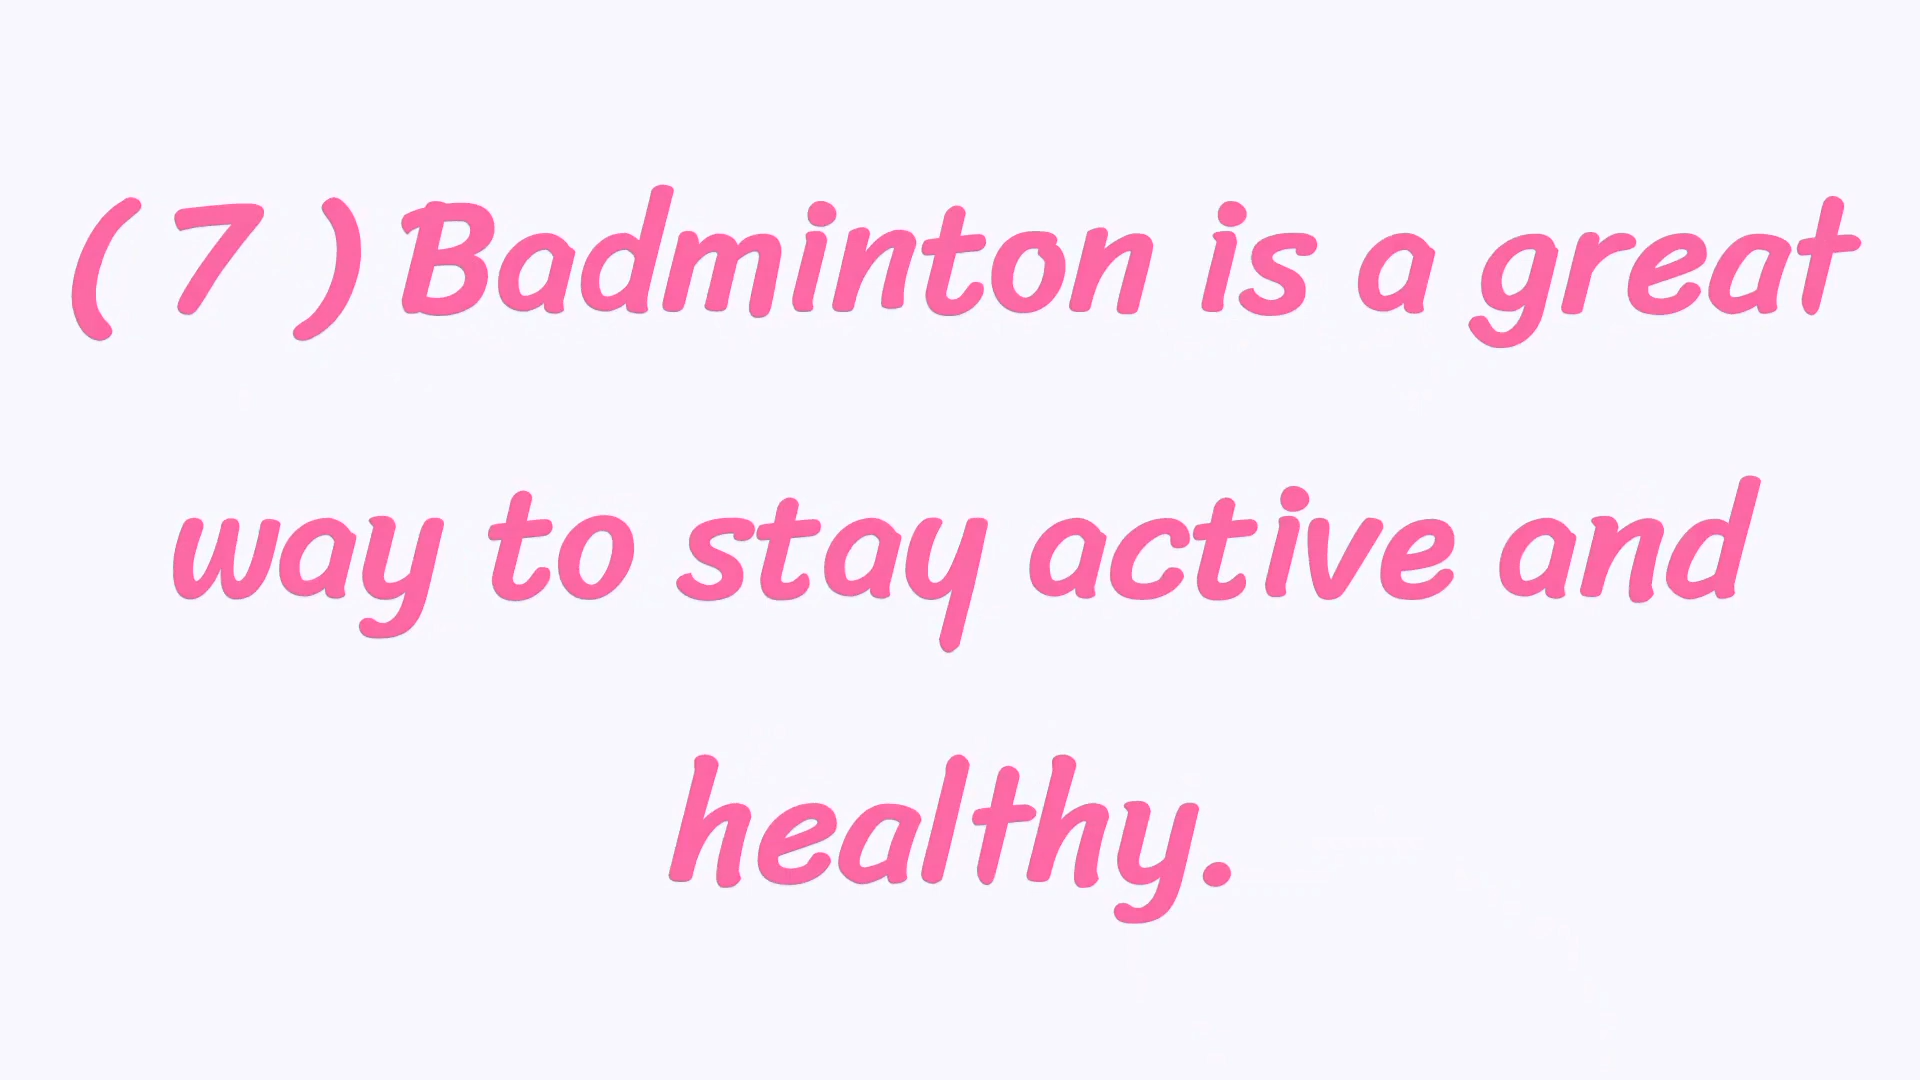 ( 7 ) Badminton is a great
way to stay active and
healthy.